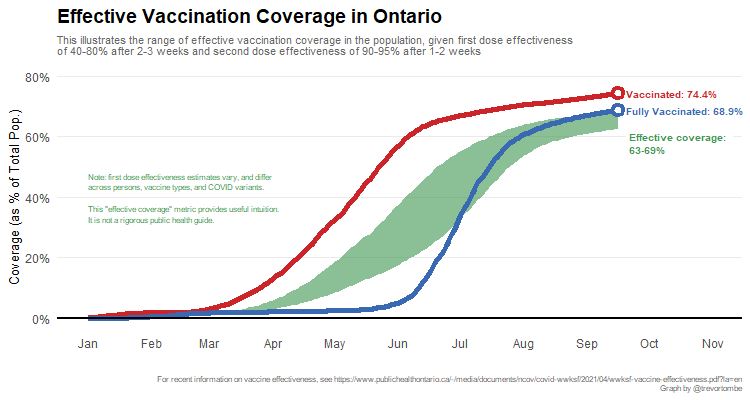 Effective Vaccination Coverage in Ontario
This illustrates the range of effective vaccination coverage in the population, given first dose effectiveness
of 40-80% after 2-3 weeks and second dose effectiveness of 90-95% after 1-2 weeks
Coverage (as % of Total Pop.)
80%
60%
40%
20%
0%
Vaccinated: 74.4%
Fully Vaccinated: 68.9%
Effective coverage:
63-69%
Note: first dose effectiveness estimates vary, and differ
across persons, vaccine types, and COVID variants.
This "effective coverage" metric provides useful intuition.
It is not a rigorous public health guide.
Jan Feb Mar Apr May Jun Jul Aug Sep Oct Nov
For recent information on vaccine effectiveness, see https://www.publichealthontario.ca/-/media/documents/ncov/covid-wwksf/2021/04/wwksf-vaccine-effectiveness.pdf?la=en
Graph by @trevortombe